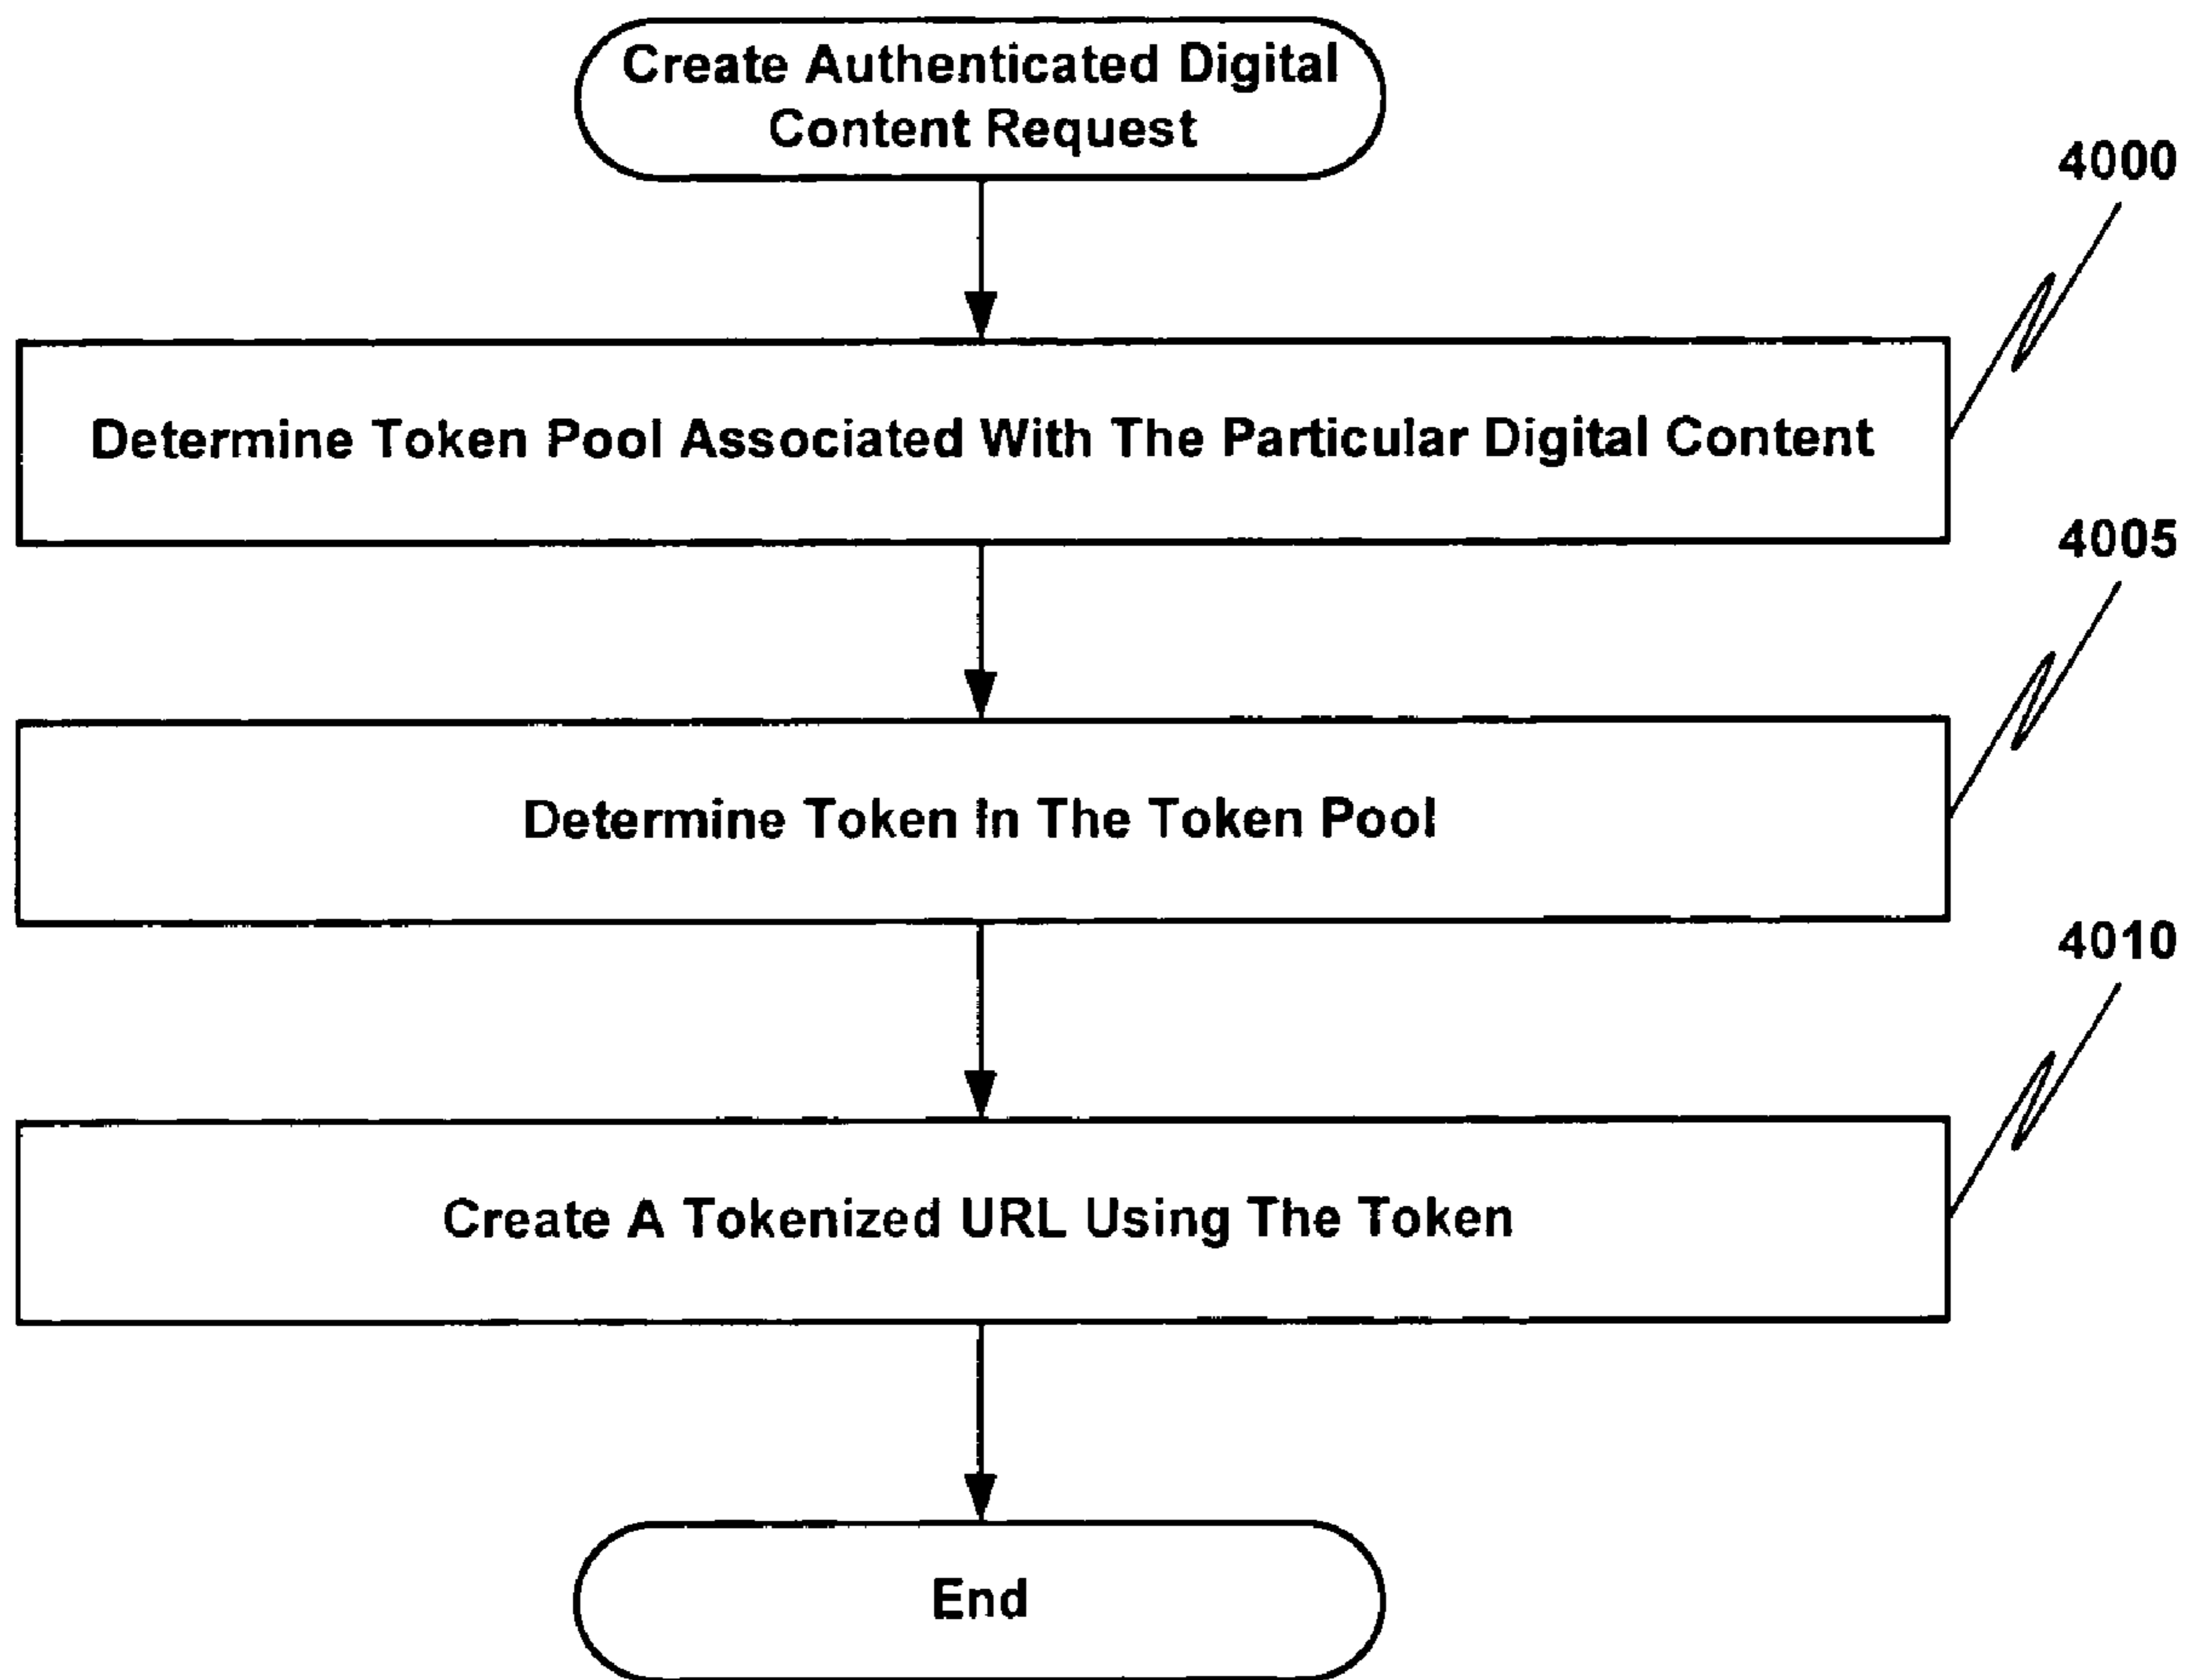 Create Authenticated Digital
Content Request
4000
Determine Token Pool Associated With The Particular Digital Content
4005
Determine Token In The Token Pool
4010
Create A Tokenized URL Using The Token
End